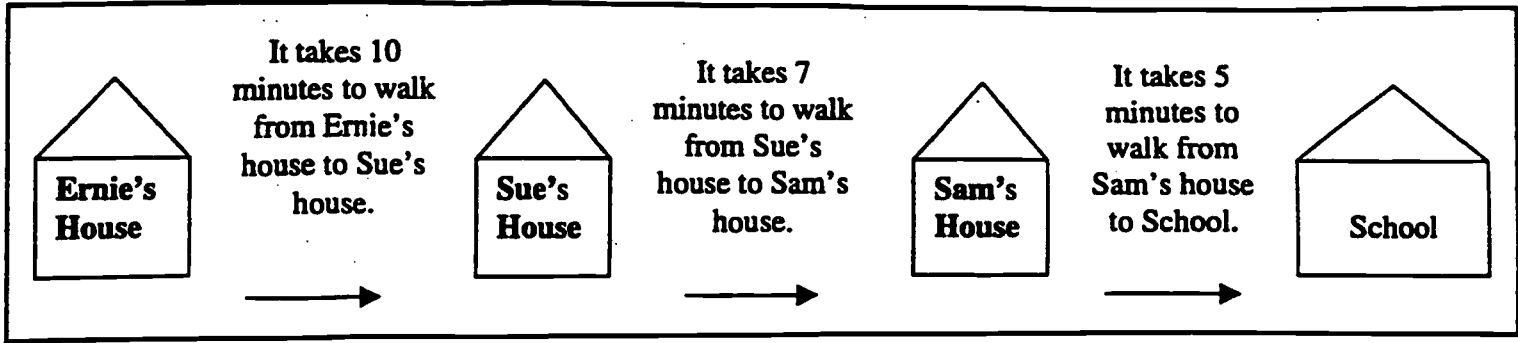 Ernie's
House
It takes 10
minutes to walk
from Ernie's
house to Sue's
house.
Sue's
House
It takes 7
minutes to walk
from Sue's
house to Sam's
house.
Sam's
House
It takes 5
minutes to
walk from
Sam's house
to School.
School